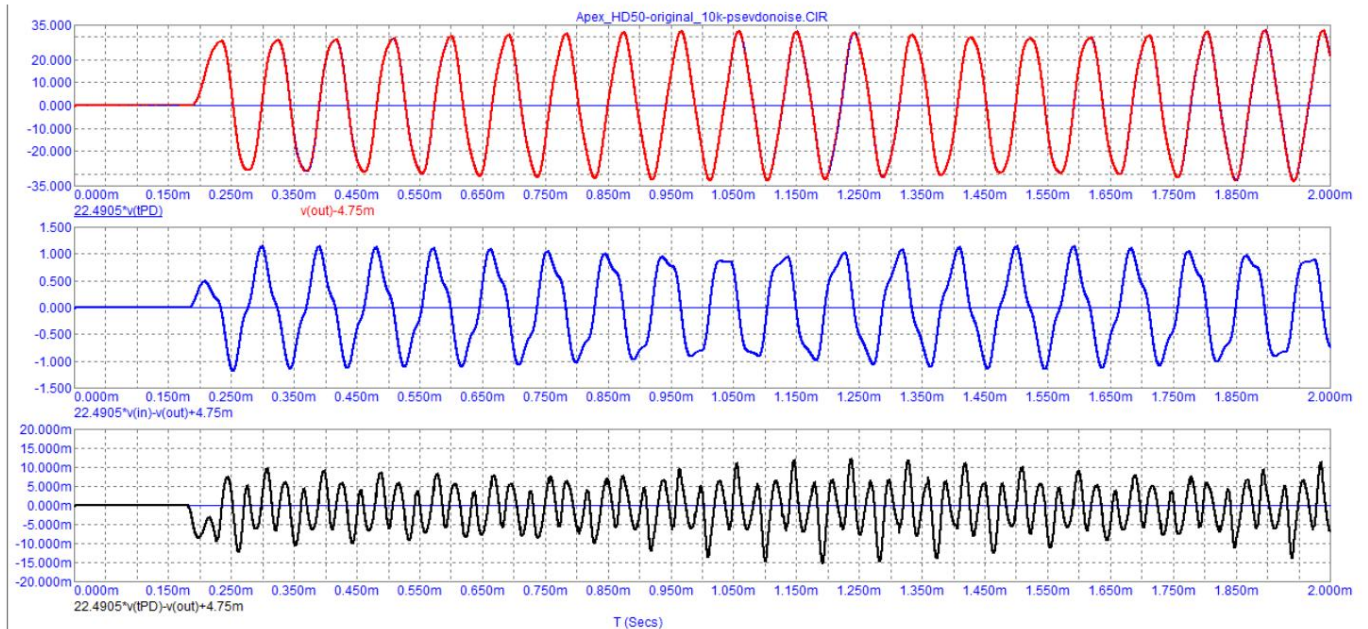 Apex_HD50-original_10k-psevdonoise.CIR
35.000
20.000
10.000
0.000
-10.000
-20.000
-35.000
0.000m 0.150m 0.250m 0.350m 0.450m 0.550m 0.650m 0.750m 0.850m 0.950m 1.050m 1.150m 1.250m 1.350m 1.450m 1.550m 1.650m 1.750m 1.850m 2.000m
22.4905*v(tPD) v(out)-4.75m
1.500
1.000
0.500
0.000
-0.500
-1.000
-1.500
0.000m 0.150m 0.250m 0.350m 0.450m 0.550m 0.650m 0.750m 0.850m 0.950m 1.050m 1.150m 1.250m 1.350m 1.450m 1.550m 1.650m 1.750m 1.850m 2.000m
22.4905*v(in)-v(out)+4.75m
20.000m
15.000m
10.000m
5.000m
0.000m
-5.000m
-10.000m
-15.000m
-20.000m
0.000m 0.150m 0.250m 0.350m 0.450m 0.550m 0.650m 0.750m 0.850m 0.950m 1.050m 1.150m 1.250m 1.350m 1.450m 1.550m 1.650m 1.750m 1.850m 2.000m
22.4905*v(tPD)-v(out)+4.75m
T (Secs)